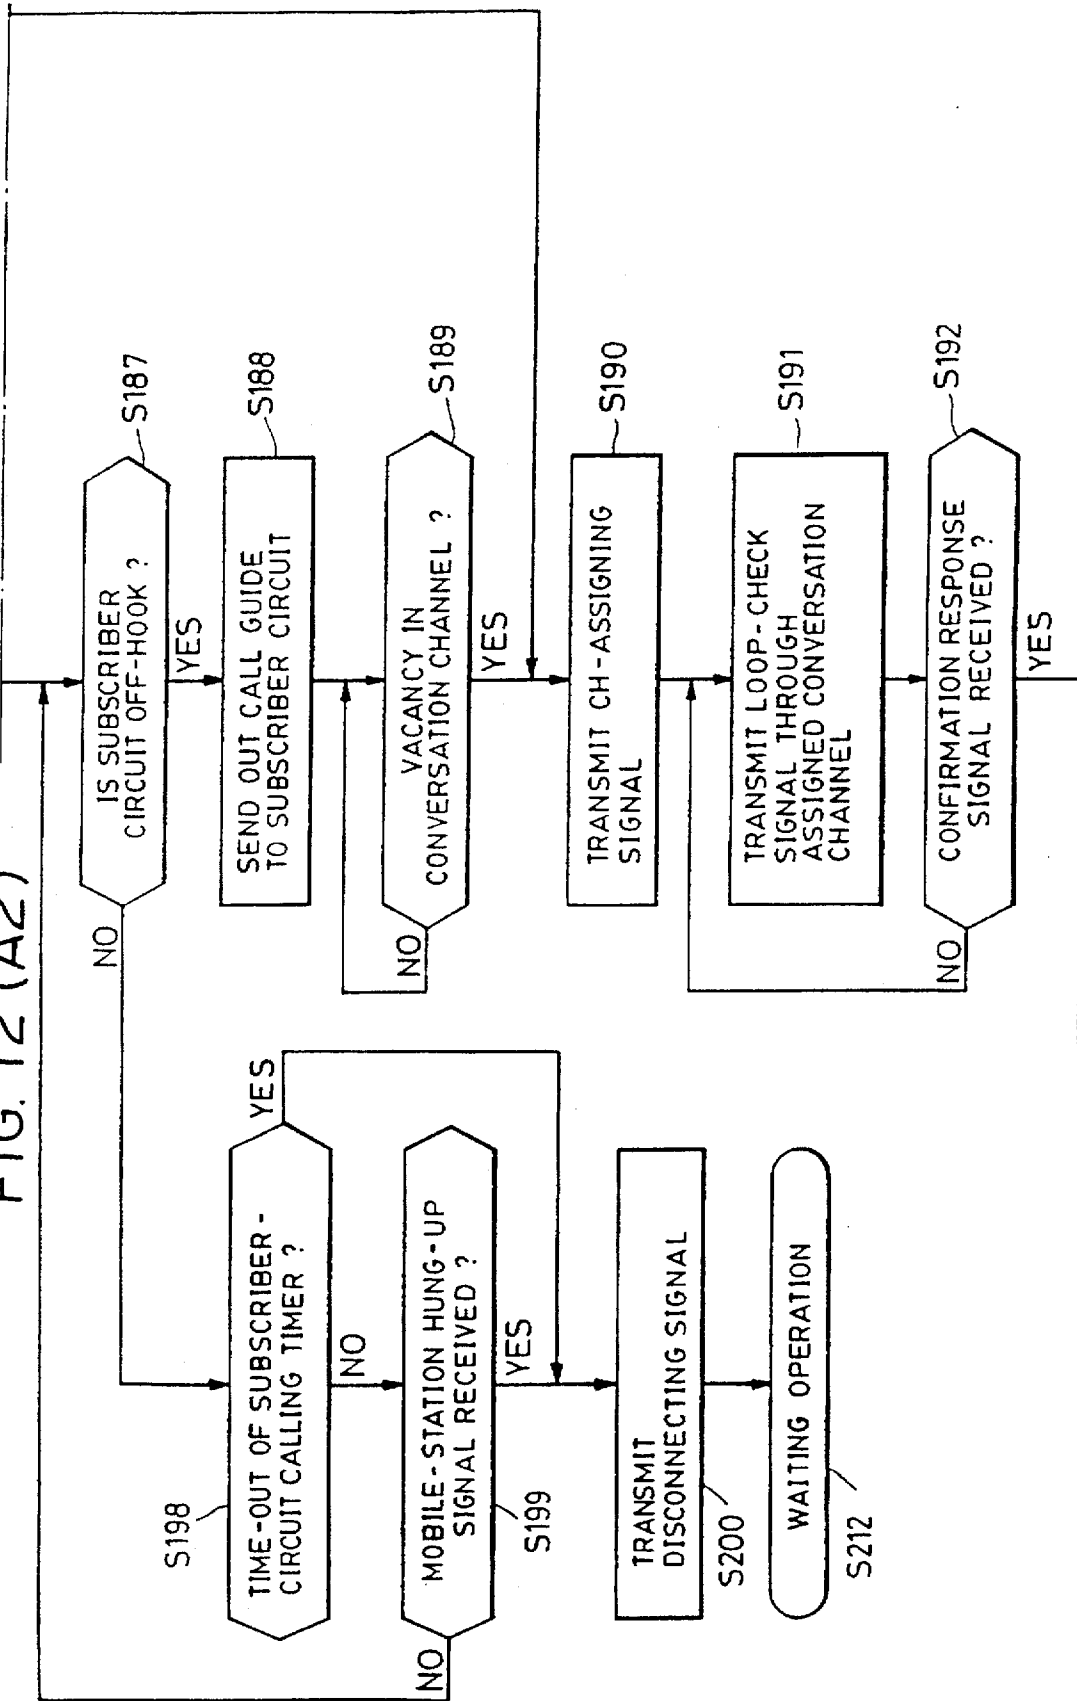 FIG. 12 (A2)
IS SUBSCRIBER
CIRCUIT OFF-HOOK ?
S187
NO
YES
SEND OUT CALL GUIDE
TO SUBSCRIBER CIRCUIT
S188
VACANCY IN
CONVERSATION CHANNEL ?
S189
NO
YES
TRANSMIT CH-ASSIGNING
SIGNAL
S190
TRANSMIT LOOP-CHECK
SIGNAL THROUGH
ASSIGNED CONVERSATION
CHANNEL
S191
CONFIRMATION RESPONSE
SIGNAL RECEIVED ?
S192
NO
YES
S198
TIME-OUT OF SUBSCRIBER-
CIRCUIT CALLING TIMER ?
YES
NO
MOBILE-STATION HUNG-UP
SIGNAL RECEIVED ?
S199
NO
YES
TRANSMIT
DISCONNECTING SIGNAL
S200
WAITING OPERATION
S212